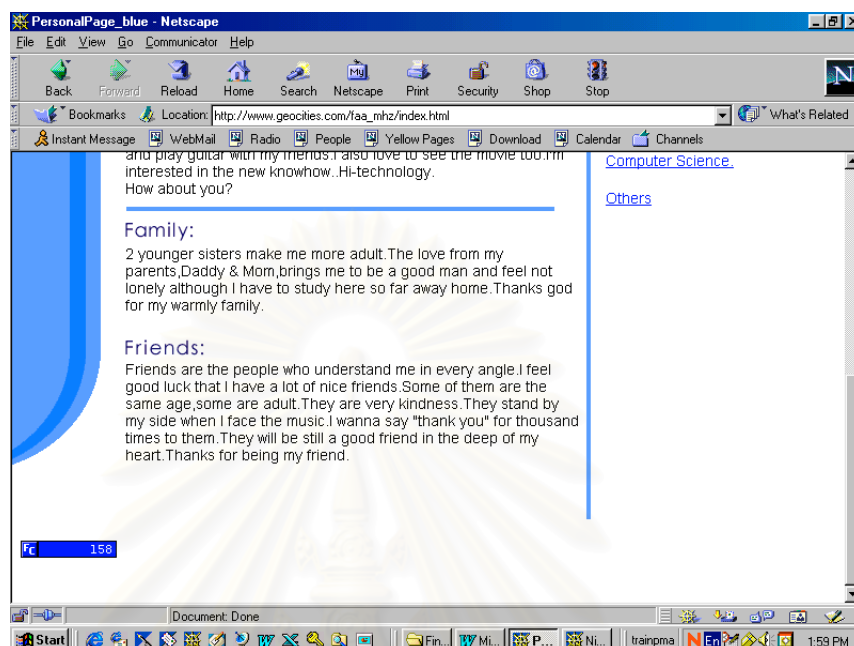 PersonalPage_blue - Netscape
File Edit View Go Communicator Help
Back Forward Reload Home Search Netscape Print Security Shop Stop
Bookmarks Location: http://www.geocities.com/faa_mhz/index.html What's Related
Instant Message WebMail Radio People Yellow Pages Download Calendar Channels
and play guitar with my friends.I also love to see the movie too.I'm
interested in the new knowhow..Hi-technology.
How about you?
Computer Science.
Others
Family:
2 younger sisters make me more adult.The love from my
parents,Daddy & Mom,brings me to be a good man and feel not
lonely although I have to study here so far away home.Thanks god
for my warmly family.
Friends:
Friends are the people who understand me in every angle.I feel
good luck that I have a lot of nice friends.Some of them are the
same age,some are adult.They are very kindness.They stand by
my side when I face the music.I wanna say "thank you" for thousand
times to them.They will be still a good friend in the deep of my
heart.Thanks for being my friend.
158
Document: Done
Start Fin... Mi... P... Ni... trainpma En 1:59 PM